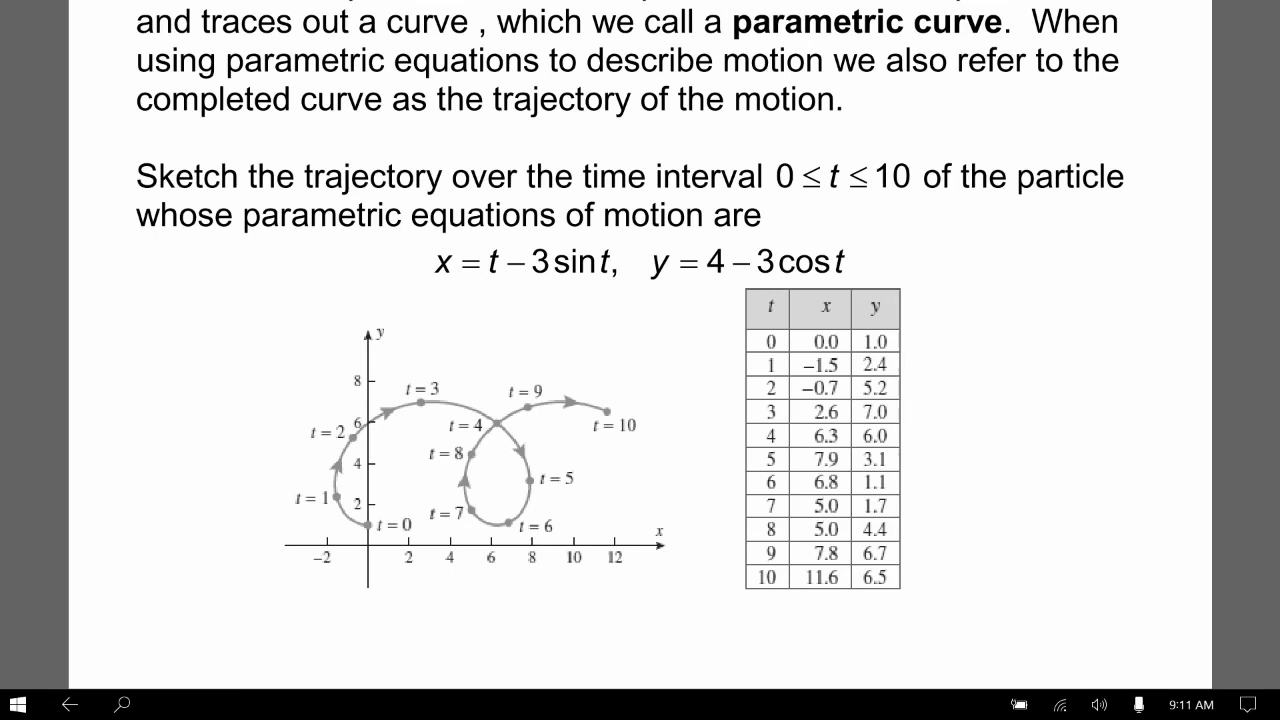 and traces out a curve , which we call a parametric curve. When
using parametric equations to describe motion we also refer to the
completed curve as the trajectory of the motion.
Sketch the trajectory over the time interval 0 ≤ t ≤ 10 of the particle
whose parametric equations of motion are
x = t − 3 sin t, y = 4 − 3 cos t
y
8
6
4
2
t = 3
t = 9
t = 2
t = 4
t = 10
t = 8
t = 1
t = 5
t = 7
t = 0
t = 6
x
−2 2 4 6 8 10 12
t x y
0 0.0 1.0
1 −1.5 2.4
2 −0.7 5.2
3 2.6 7.0
4 6.3 6.0
5 7.9 3.1
6 6.8 1.1
7 5.0 1.7
8 5.0 4.4
9 7.8 6.7
10 11.6 6.5
9:11 AM